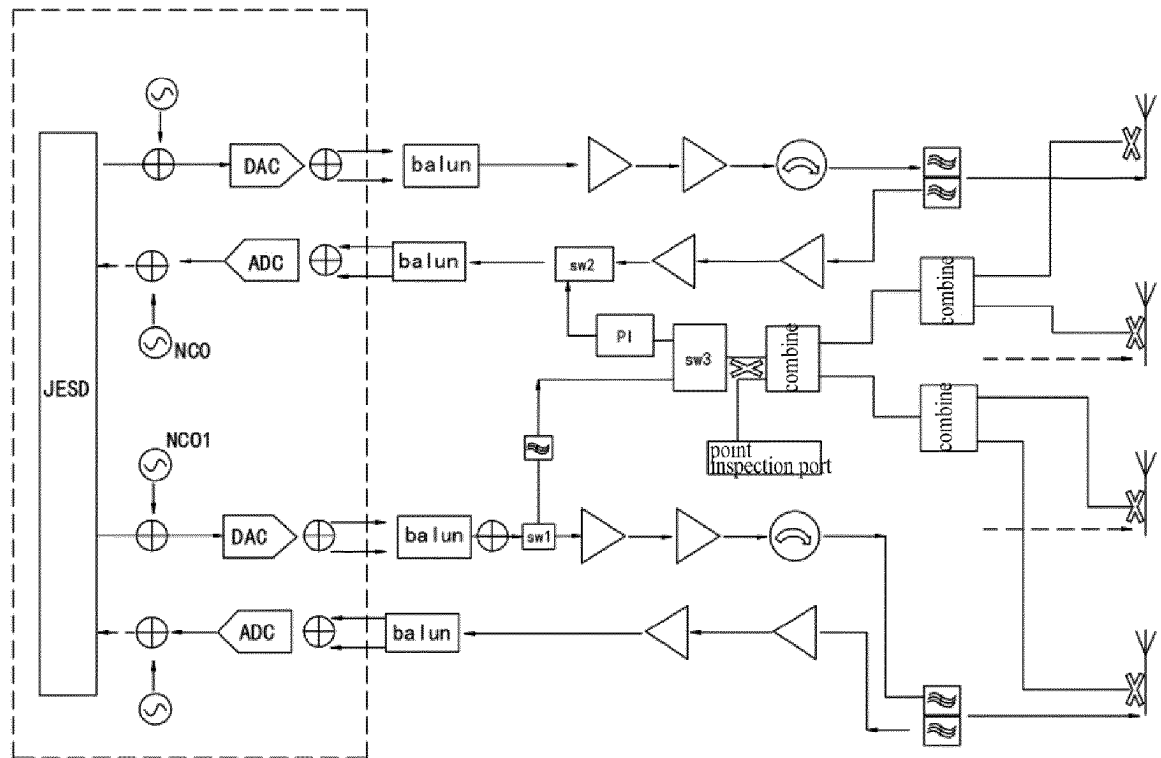 DAC
balun
ADC
balun
sw2
NCO
PI
sw3
combine
combine
JESD
combine
NCO1
point
inspection port
DAC
balun
sw1
ADC
balun